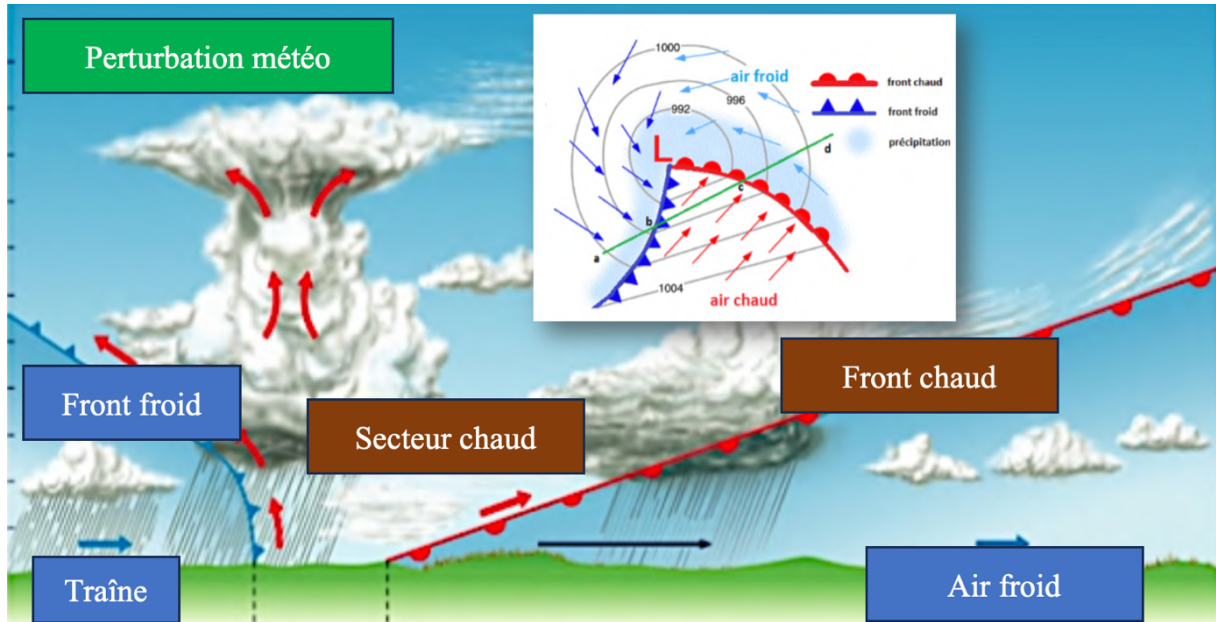 Perturbation météo
1000
air froid
996
992
L
a
b
c
d
1004
air chaud
front chaud
front froid
précipitation
Front froid
Secteur chaud
Front chaud
Traîne
Air froid